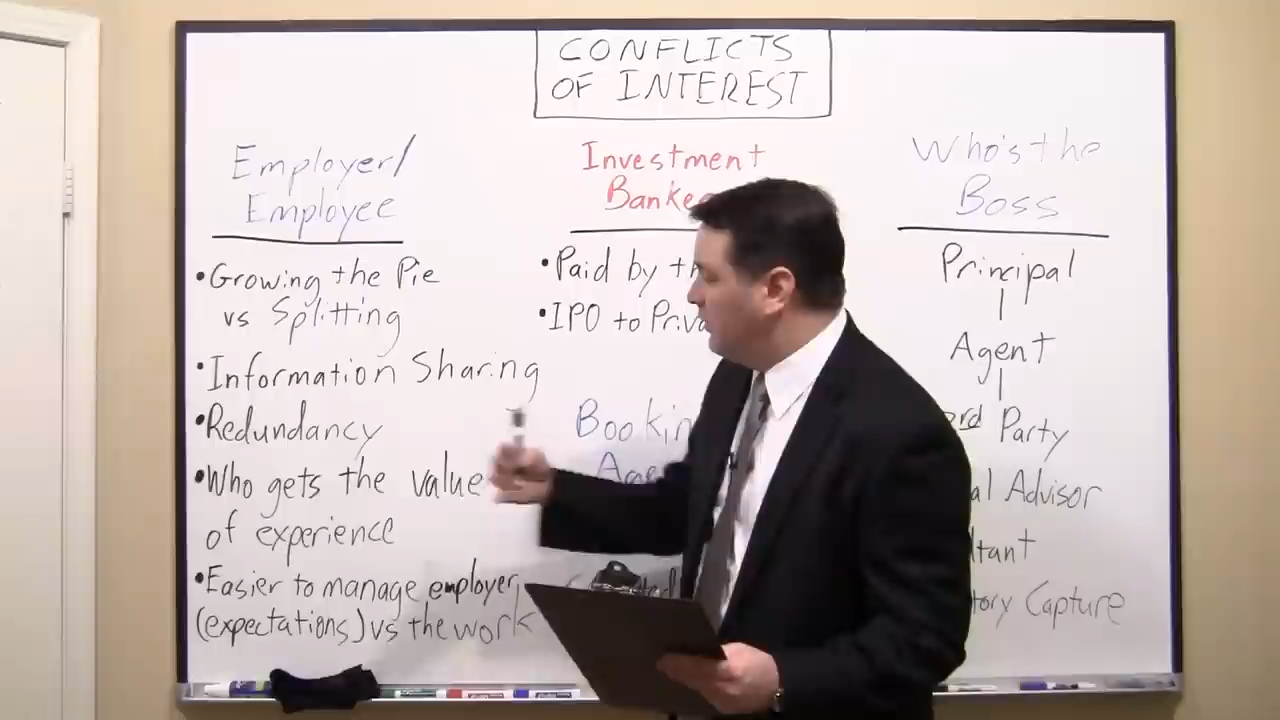 CONFLICTS
OF INTEREST
Employer/
Employee
•Growing the Pie
vs Splitting
•Information Sharing
•Redundancy
•Who gets the value
of experience
•Easier to manage employer
(expectations) vs the work
Investment
•Paid by
•IPO to
Who's the
Boss
Principal
Agent
Party
Advisor
Capture